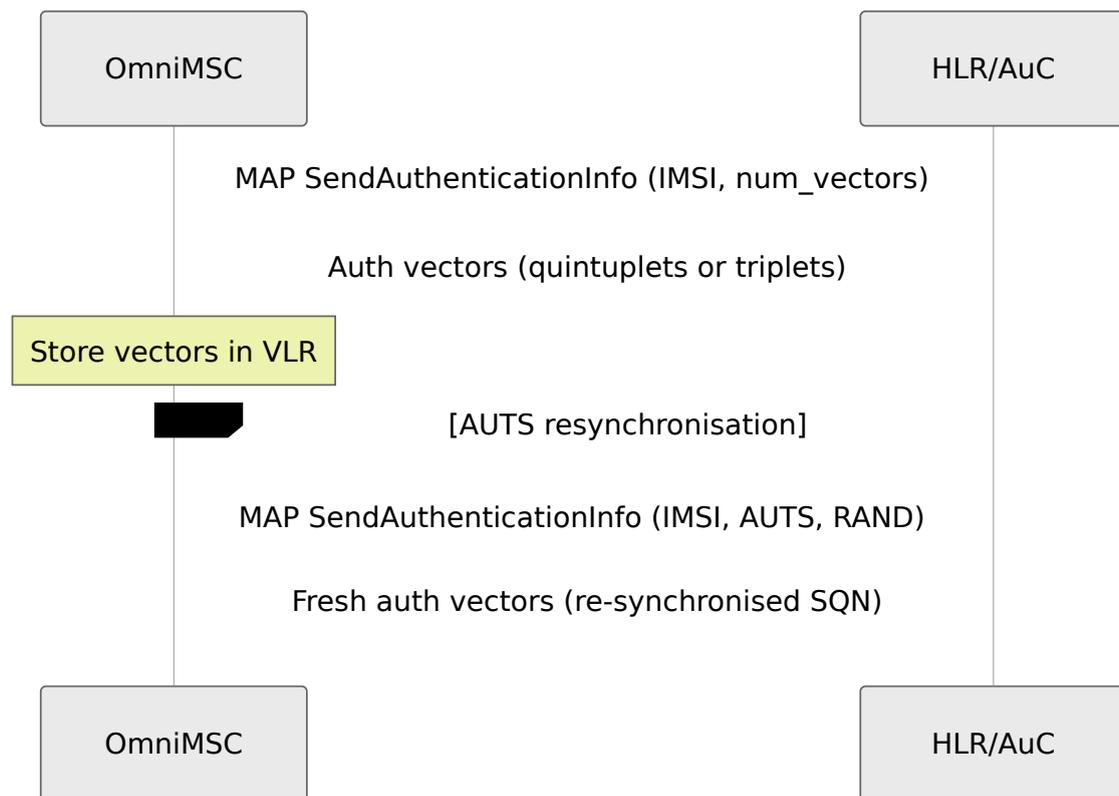 OmniMSC
HLR/AuC
MAP SendAuthenticationInfo (IMSI, num_vectors)
Auth vectors (quintuplets or triplets)
Store vectors in VLR
[AUTS resynchronisation]
MAP SendAuthenticationInfo (IMSI, AUTS, RAND)
Fresh auth vectors (re-synchronised SQN)
OmniMSC
HLR/AuC